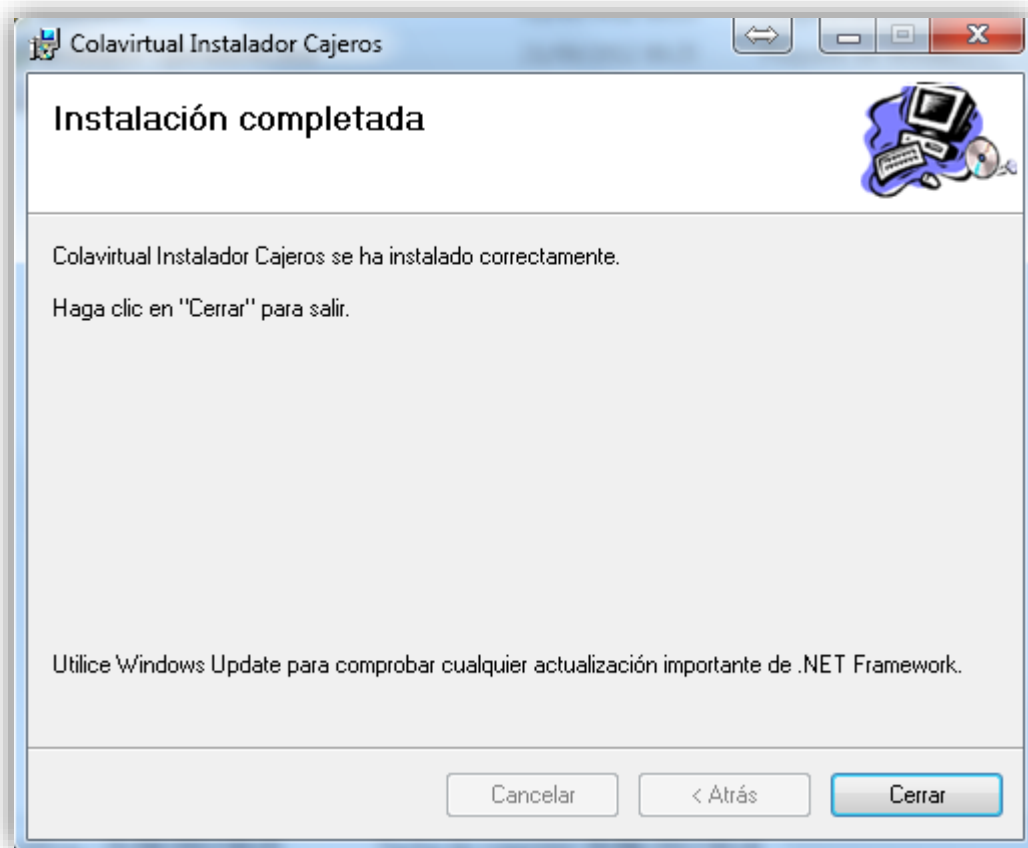 Colavirtual Instalador Cajeros
Instalación completada
Colavirtual Instalador Cajeros se ha instalado correctamente.
Haga clic en "Cerrar" para salir.
Utilice Windows Update para comprobar cualquier actualización importante de .NET Framework.
Cancelar
< Atrás
Cerrar